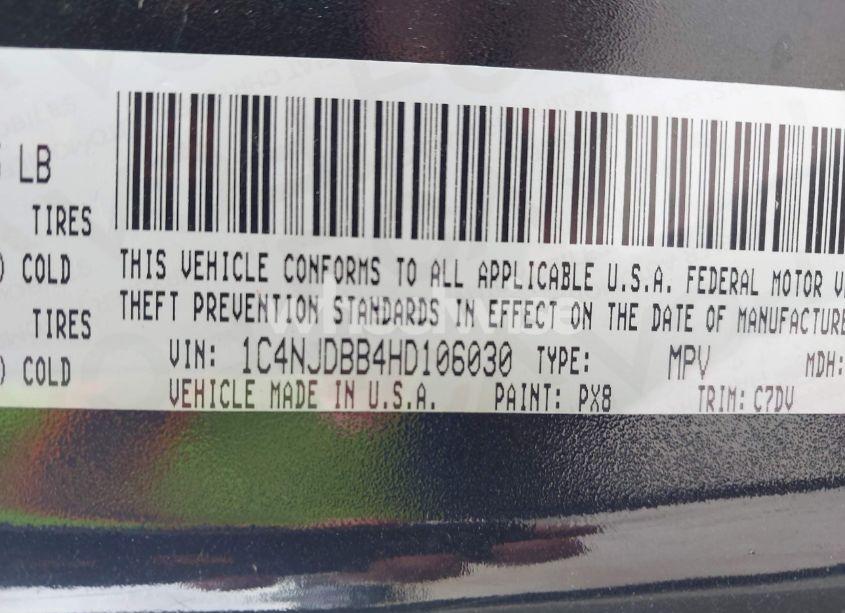 LB
TIRES
COLD
TIRES
COLD
THIS VEHICLE CONFORMS TO ALL APPLICABLE U.S.A. FEDERAL MOTOR
THEFT PREVENTION STANDARDS IN EFFECT ON THE DATE OF MANUFACTURE
VIN: 1C4NJDBB4HD106030 TYPE: MPV MDH:
VEHICLE MADE IN U.S.A. PAINT: PX8 TRIM: C7DV